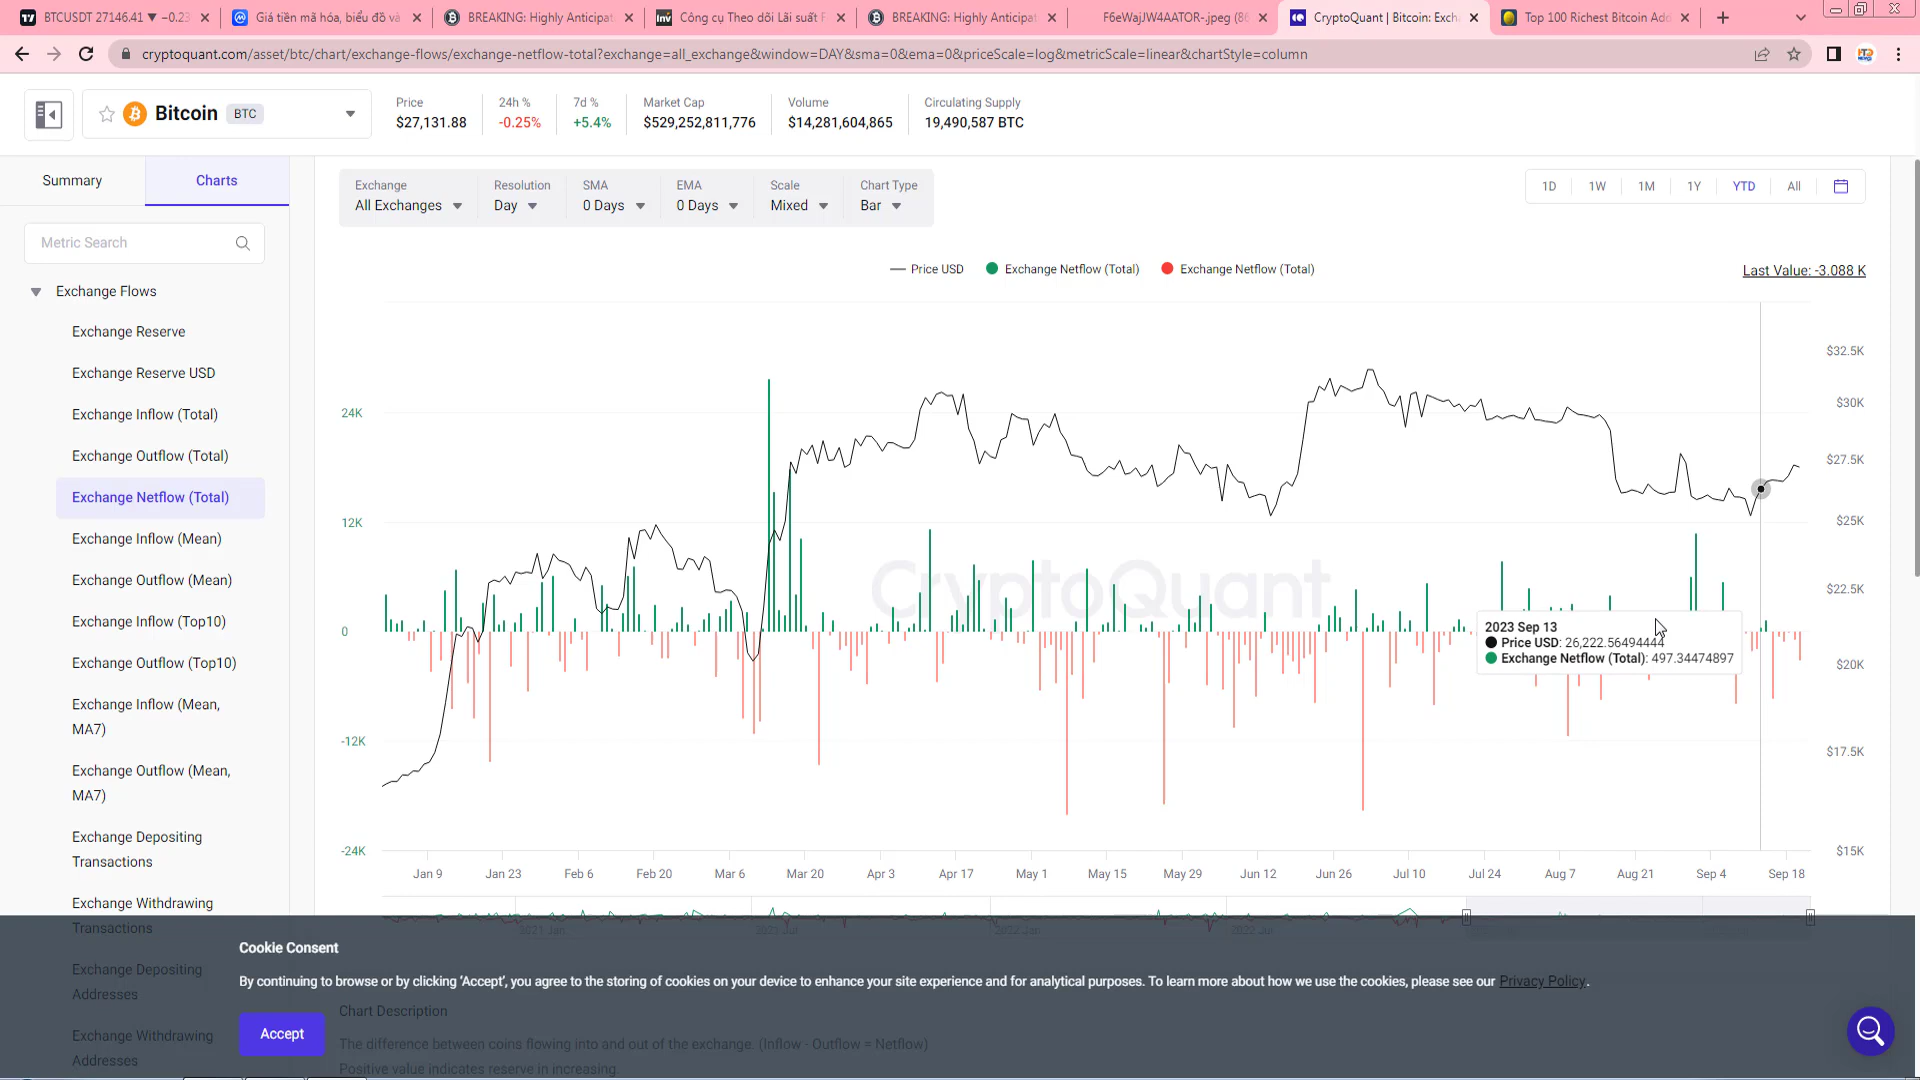 BTCUSDT 27146.41 ▼ −0.23
Giá tiền mã hóa, biểu đồ và
BREAKING: Highly Anticipat
Công cụ Theo dõi Lãi suất F
BREAKING: Highly Anticipat
F6eWajJW4AATOR-.jpeg (88
CryptoQuant | Bitcoin: Exch
Top 100 Richest Bitcoin Add
cryptoquant.com/asset/btc/chart/exchange-flows/exchange-netflow-total?exchange=all_exchange&window=DAY&sma=0&ema=0&priceScale=log&metricScale=linear&chartStyle=column
Bitcoin BTC
Price
$27,131.88
24h %
-0.25%
7d %
+5.4%
Market Cap
$529,252,811,776
Volume
$14,281,604,865
Circulating Supply
19,490,587 BTC
Summary
Charts
Metric Search
Exchange Flows
Exchange Reserve
Exchange Reserve USD
Exchange Inflow (Total)
Exchange Outflow (Total)
Exchange Netflow (Total)
Exchange Inflow (Mean)
Exchange Outflow (Mean)
Exchange Inflow (Top10)
Exchange Outflow (Top10)
Exchange Inflow (Mean,
MA7)
Exchange Outflow (Mean,
MA7)
Exchange Depositing
Transactions
Exchange Withdrawing
Transactions
Exchange Depositing
Addresses
Exchange Withdrawing
Addresses
Exchange
All Exchanges
Resolution
Day
SMA
0 Days
EMA
0 Days
Scale
Mixed
Chart Type
Bar
1D 1W 1M 1Y YTD All
Price USD
Exchange Netflow (Total)
Exchange Netflow (Total)
Last Value: -3.088 K
24K
12K
0
-12K
-24K
$32.5K
$30K
$27.5K
$25K
$22.5K
$20K
$17.5K
$15K
CryptoQuant
2023 Sep 13
Price USD: 26,222.56494444
Exchange Netflow (Total): 497.34474897
Jan 9 Jan 23 Feb 6 Feb 20 Mar 6 Mar 20 Apr 3 Apr 17 May 1 May 15 May 29 Jun 12 Jun 26 Jul 10 Jul 24 Aug 7 Aug 21 Sep 4 Sep 18
2021 Jan 2021 Jul 2022 Jan 2022 Jul
Cookie Consent
By continuing to browse or by clicking ‘Accept’, you agree to the storing of cookies on your device to enhance your site experience and for analytical purposes. To learn more about how we use the cookies, please see our Privacy Policy.
Accept
Chart Description
The difference between coins flowing into and out of the exchange. (Inflow - Outflow = Netflow)
Positive value indicates reserve in increasing.